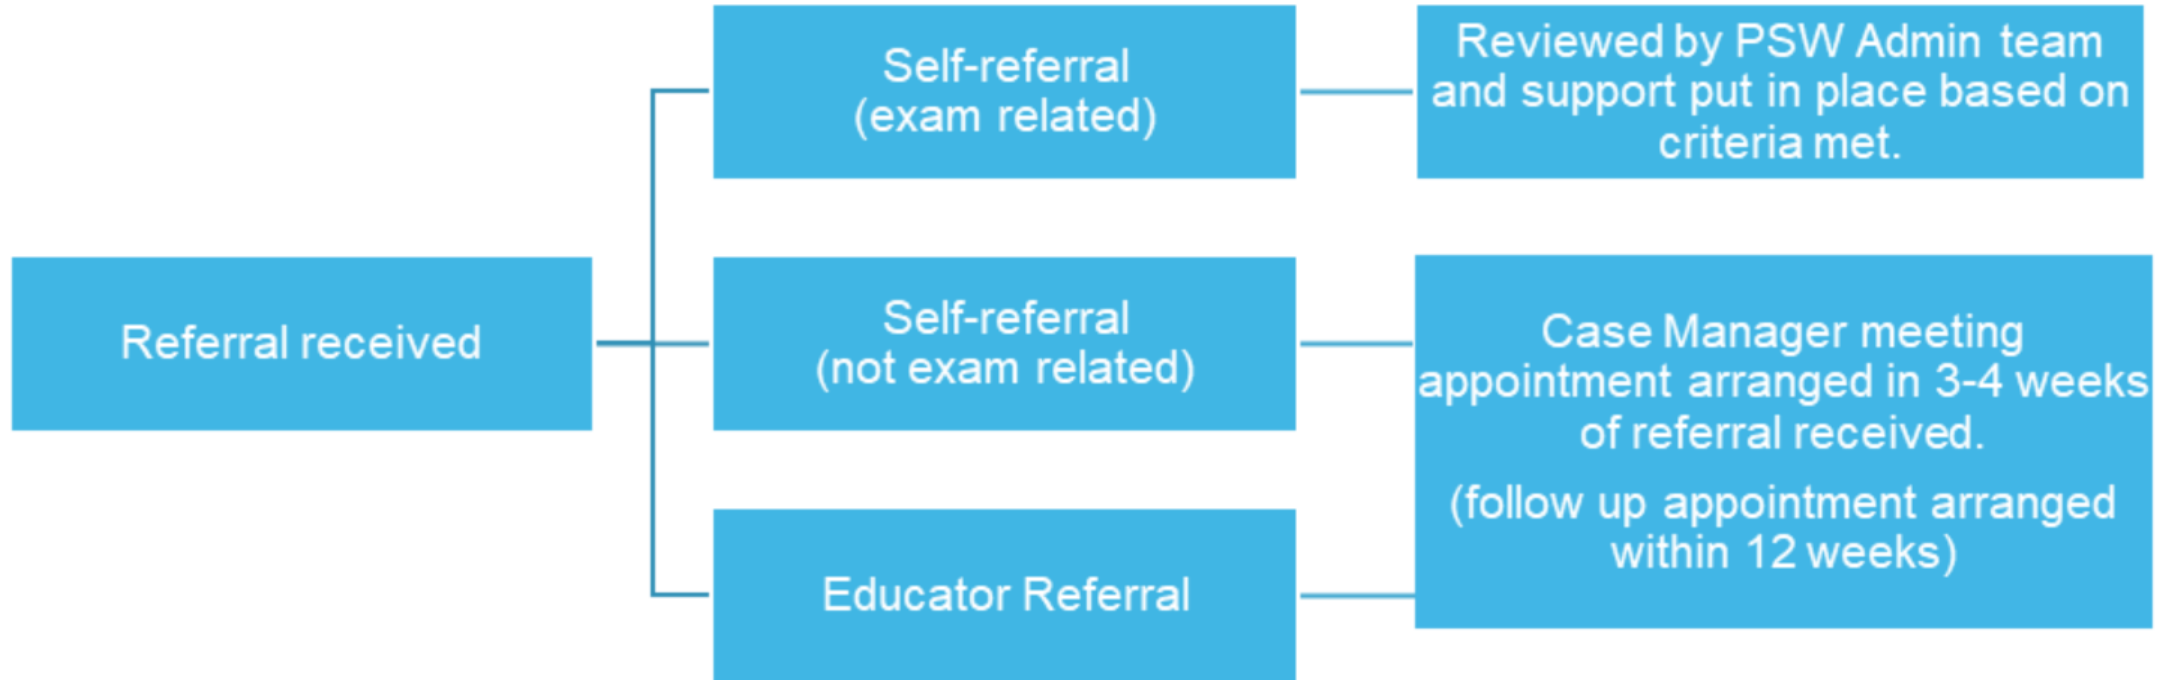 Referral received
Self-referral
(exam related)
Reviewed by PSW Admin team
and support put in place based on
criteria met.
Self-referral
(not exam related)
Case Manager meeting
appointment arranged in 3-4 weeks
of referral received.
(follow up appointment arranged
within 12 weeks)
Educator Referral